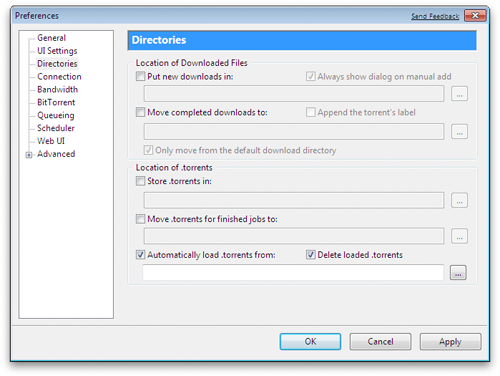 Preferences
Send Feedback
General
UI Settings
Directories
Connection
Bandwidth
BitTorrent
Queueing
Scheduler
Web UI
Advanced
Directories
Location of Downloaded Files
Put new downloads in:
Always show dialog on manual add
...
Move completed downloads to:
Append the torrent's label
...
Only move from the default download directory
Location of .torrents
Store .torrents in:
...
Move .torrents for finished jobs to:
...
Automatically load .torrents from:
Delete loaded .torrents
...
OK
Cancel
Apply